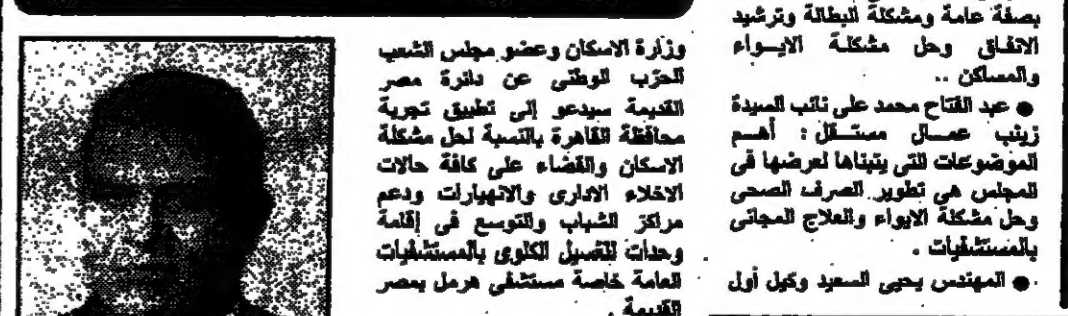 بصفة عامة ومشكلة البطالة وترشيد
الانفاق وحل مشكلة الايواء
والمساكن ..
● عبد الفتاح محمد على نائب السيدة
زينب عمال مستقل : أهم
الموضوعات التى يتبناها لعرضها فى
المجلس هى تطوير الصرف الصحى
وحل مشكلة الايواء والعلاج المجانى
بالمستشفيات .
● المهندس يحيى السعيد وكيل أول
وزارة الاسكان وعضو مجلس الشعب
الحزب الوطنى عن دائرة مصر
القديمة سيدعو إلى تطبيق تجربة
محافظة القاهرة بالنسبة لحل مشكلة
الاسكان والقضاء على كافة حالات
الاخلاء الادارى والانهيارات ودعم
مراكز الشباب والتوسع فى إقامة
وحدات للغسيل الكلوى بالمستشفيات
العامة خاصة مستشفى هرمل بمصر
القديمة .